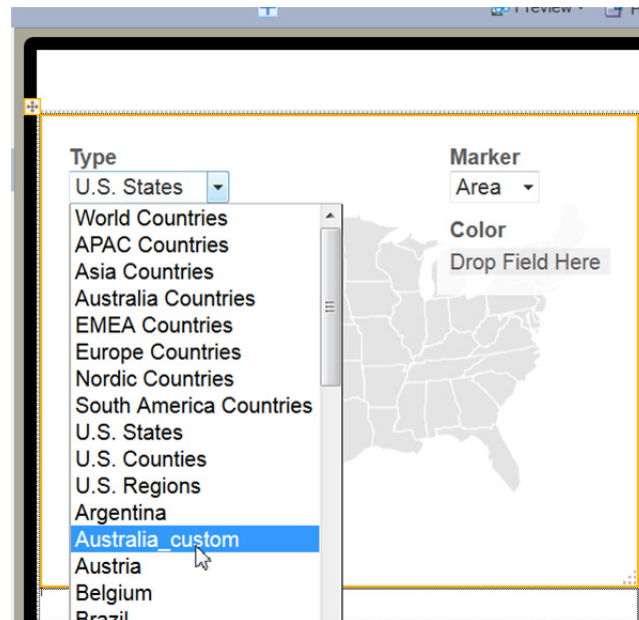 Preview
Type
U.S. States
World Countries
APAC Countries
Asia Countries
Australia Countries
EMEA Countries
Europe Countries
Nordic Countries
South America Countries
U.S. States
U.S. Counties
U.S. Regions
Argentina
Australia_custom
Austria
Belgium
Brazil
Marker
Area
Color
Drop Field Here